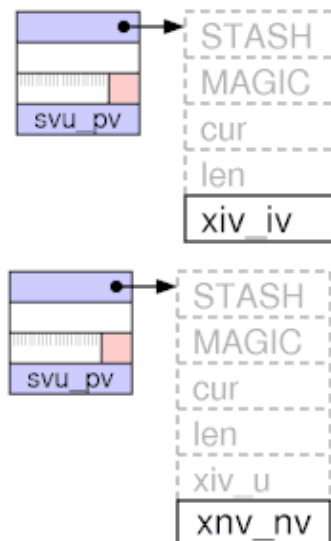 STASH
MAGIC
cur
len
svu_pv
xiv_iv
STASH
MAGIC
cur
svu_pv
len
xiv_u
xnv_nv